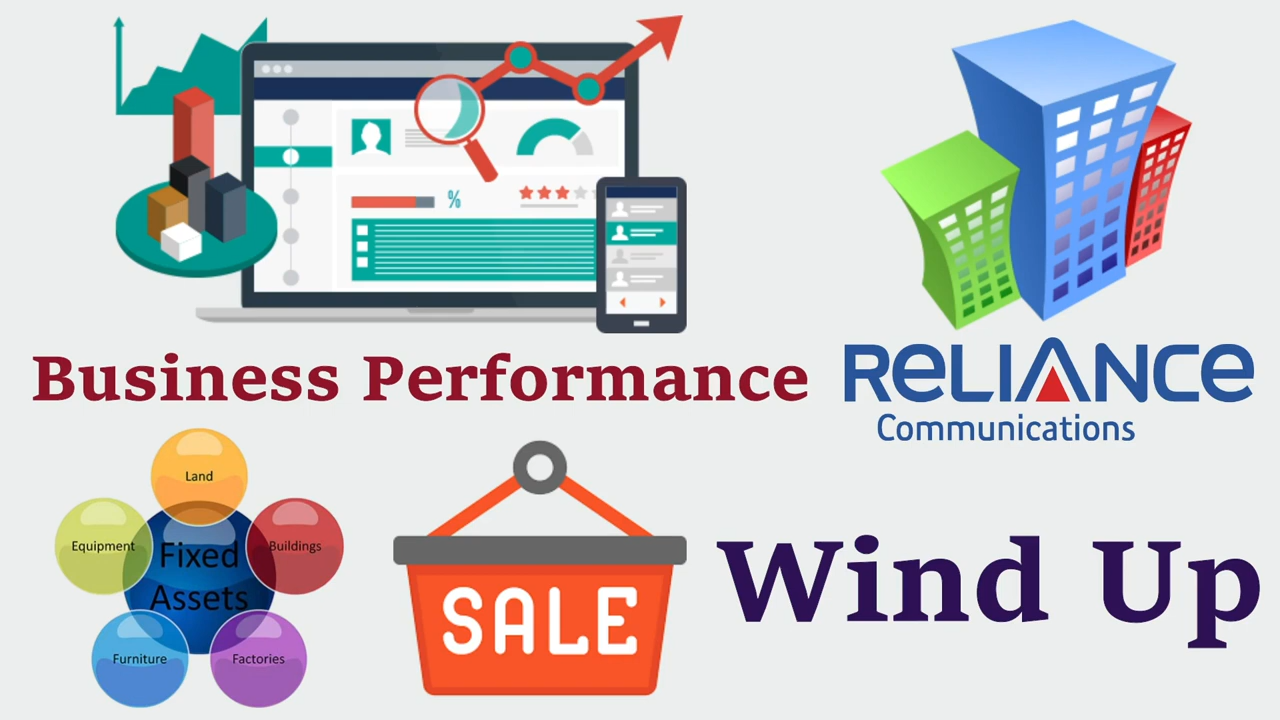 %
Business Performance
RELIANCE
Communications
Land
Equipment
Fixed
Assets
Buildings
Furniture
Factories
SALE
Wind Up